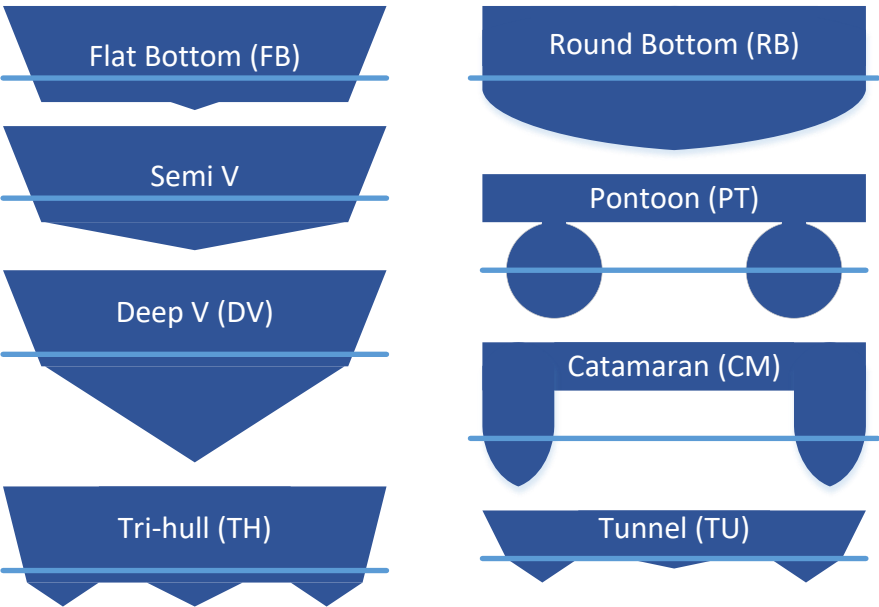 Flat Bottom (FB)
Semi V
Deep V (DV)
Tri-hull (TH)
Round Bottom (RB)
Pontoon (PT)
Catamaran (CM)
Tunnel (TU)